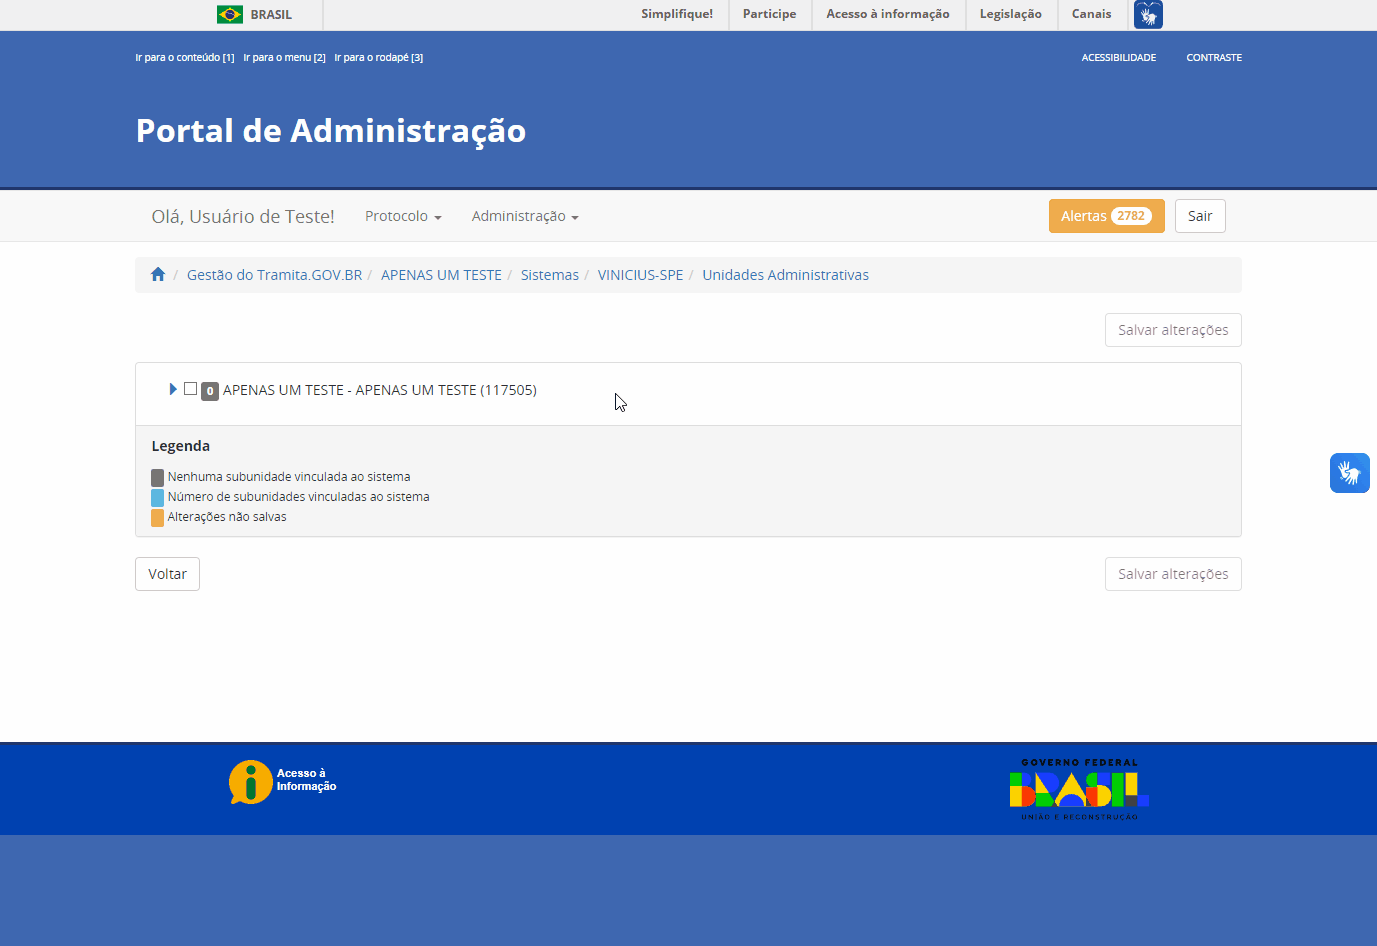 BRASIL
Simplifique!
Participe
Acesso à informação
Legislação
Canais
Ir para o conteúdo [1] Ir para o menu [2] Ir para o rodapé [3]
ACESSIBILIDADE
CONTRASTE
Portal de Administração
Olá, Usuário de Teste!
Protocolo
Administração
Alertas 2782
Sair
/ Gestão do Tramita.GOV.BR / APENAS UM TESTE / Sistemas / VINICIUS-SPE / Unidades Administrativas
Salvar alterações
0 APENAS UM TESTE - APENAS UM TESTE (117505)
Legenda
Nenhuma subunidade vinculada ao sistema
Número de subunidades vinculadas ao sistema
Alterações não salvas
Voltar
Salvar alterações
Acesso à
Informação
GOVERNO FEDERAL
BRASIL
UNIÃO E RECONSTRUÇÃO